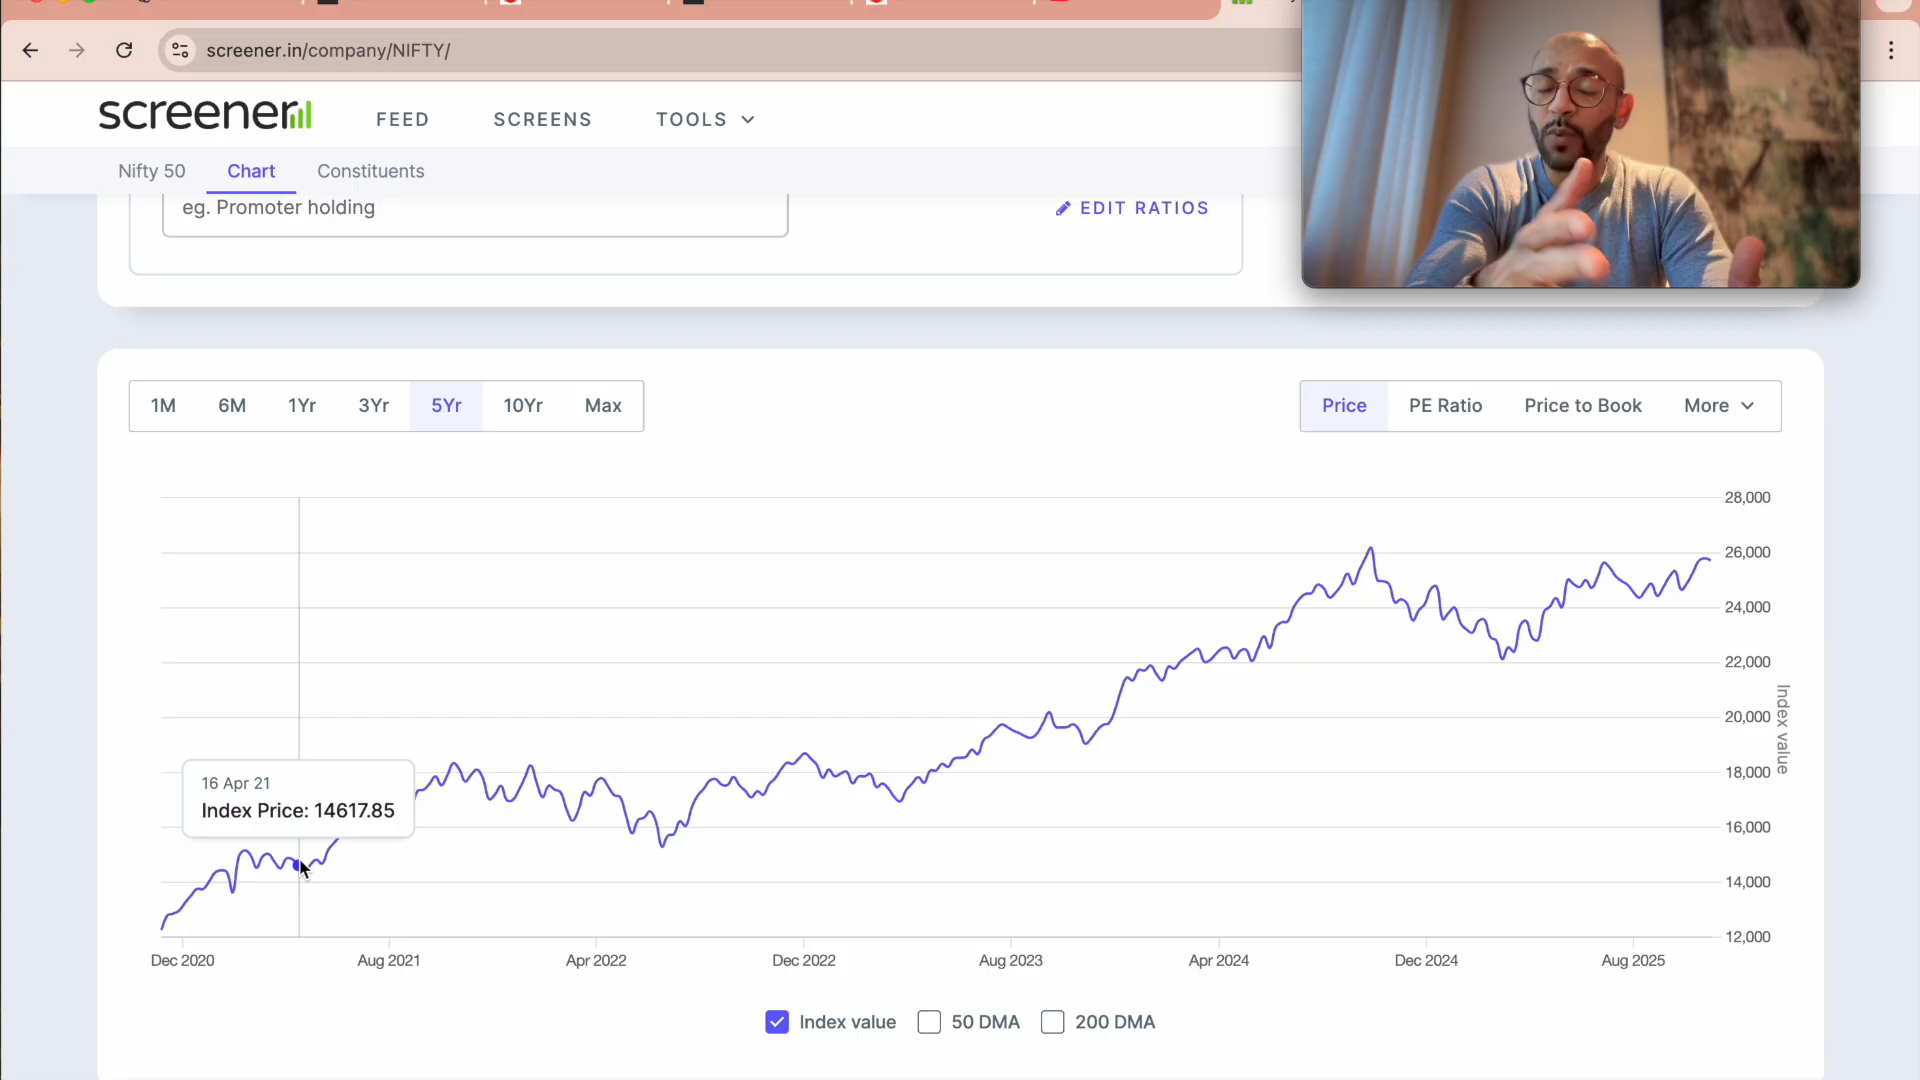 screener.in/company/NIFTY/
screener
FEED
SCREENS
TOOLS
Nifty 50
Chart
Constituents
eg. Promoter holding
EDIT RATIOS
1M
6M
1Yr
3Yr
5Yr
10Yr
Max
Price
PE Ratio
Price to Book
More
28,000
26,000
24,000
22,000
20,000
18,000
16,000
14,000
12,000
Index value
16 Apr 21
Index Price: 14617.85
Dec 2020
Aug 2021
Apr 2022
Dec 2022
Aug 2023
Apr 2024
Dec 2024
Aug 2025
Index value
50 DMA
200 DMA